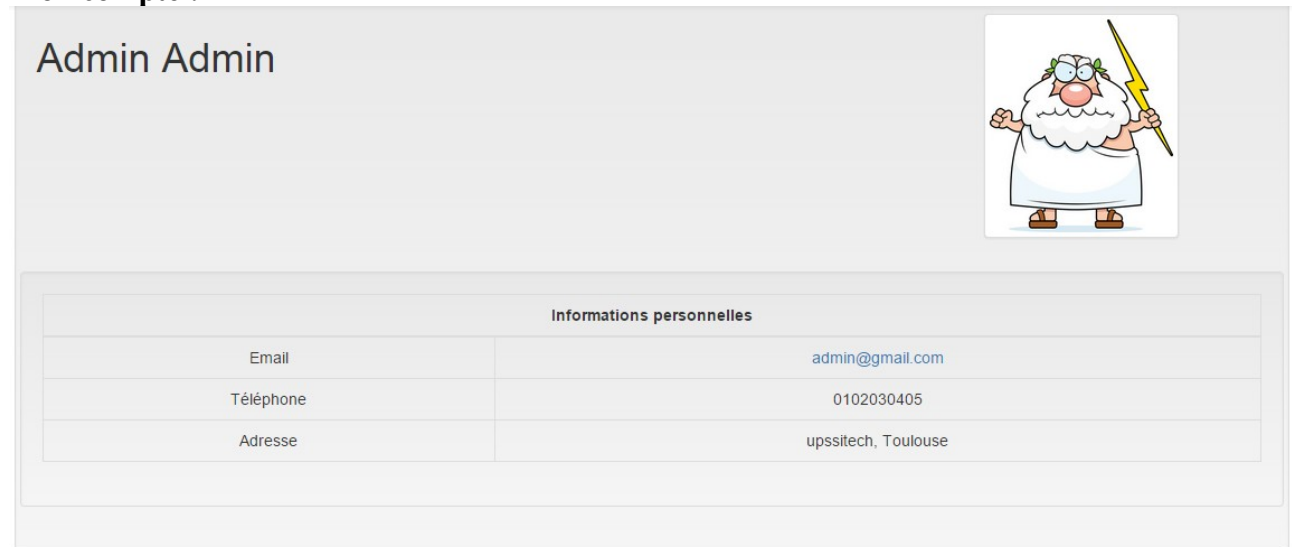 Admin Admin
Informations personnelles
Email admin@gmail.com
Téléphone 0102030405
Adresse upssitech, Toulouse